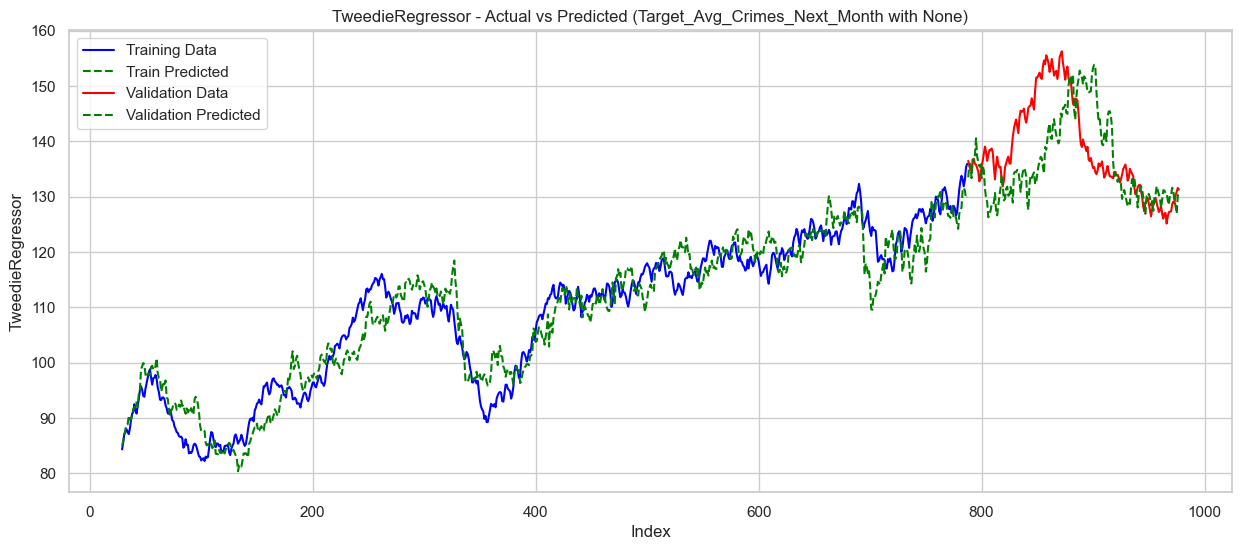 TweedieRegressor - Actual vs Predicted (Target_Avg_Crimes_Next_Month with None)
Training Data
Train Predicted
Validation Data
Validation Predicted
160
150
140
130
120
110
100
90
80
TweedieRegressor
0 200 400 600 800 1000
Index